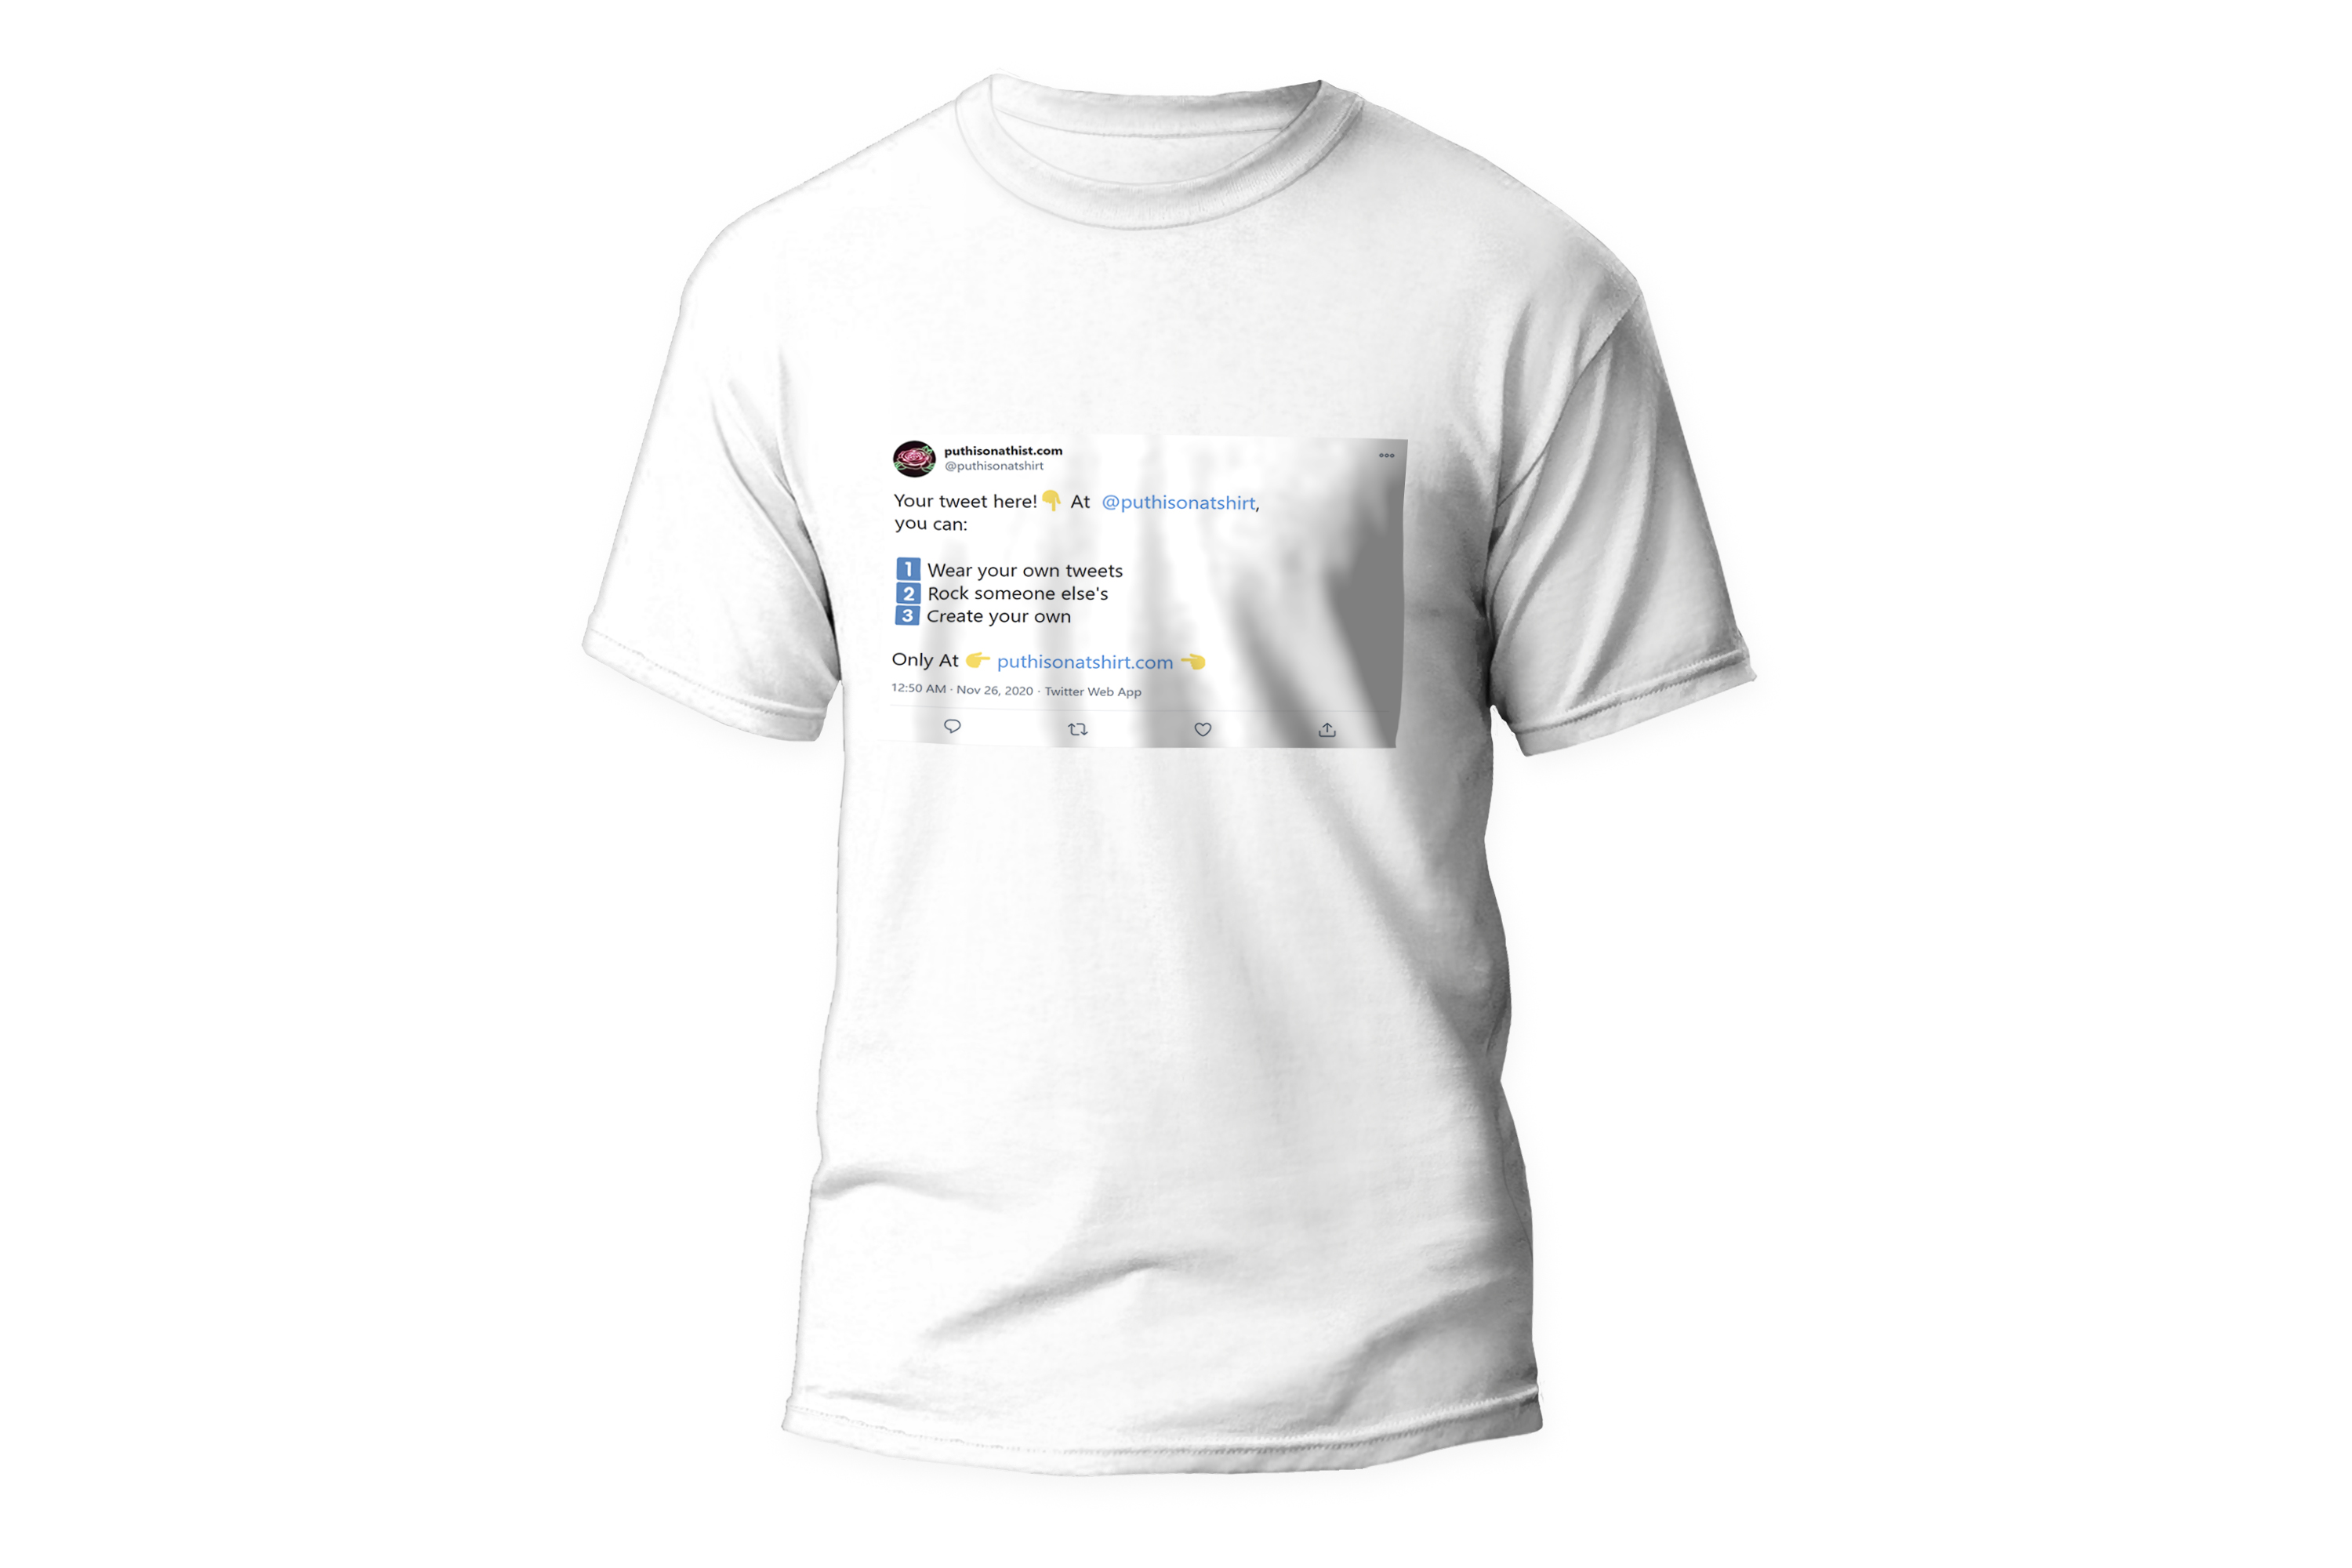 puthisonathist.com
@puthisonatshirt
Your tweet here!👇 At @puthisonatshirt,
you can:
1️⃣ Wear your own tweets
2️⃣ Rock someone else's
3️⃣ Create your own
Only At 👉 puthisonatshirt.com 👈
12:50 AM · Nov 26, 2020 · Twitter Web App